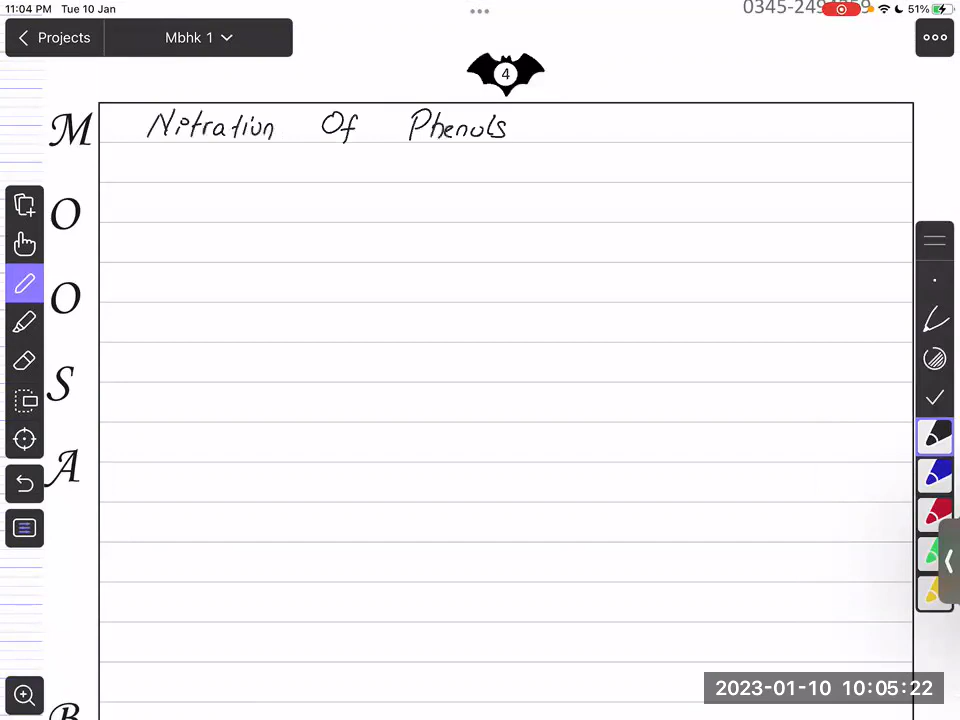 11:04 PM Tue 10 Jan
51%
Projects
Mbhk 1
4
Nitration Of Phenols
M
O
O
S
A
B
2023-01-10 10:05:22